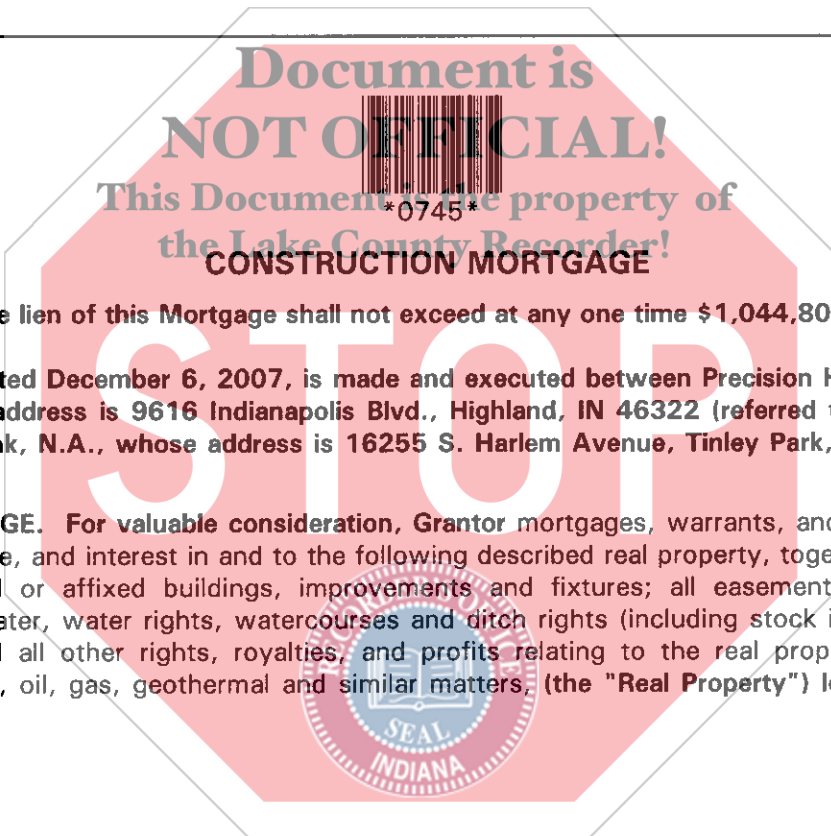 Document is
NOT OFFICIAL!
This Document is the property of
the Lake County Recorder!
*0745*
CONSTRUCTION MORTGAGE
e lien of this Mortgage shall not exceed at any one time $1,044,80
ted December 6, 2007, is made and executed between Precision H
address is 9616 Indianapolis Blvd., Highland, IN 46322 (referred t
k, N.A., whose address is 16255 S. Harlem Avenue, Tinley Park,
STOP
GE. For valuable consideration, Grantor mortgages, warrants, and
e, and interest in and to the following described real property, toge
or affixed buildings, improvements and fixtures; all easement
ater, water rights, watercourses and ditch rights (including stock i
all other rights, royalties, and profits relating to the real prop
, oil, gas, geothermal and similar matters, (the "Real Property") l
RECORDER'S OFFICE
SEAL
INDIANA